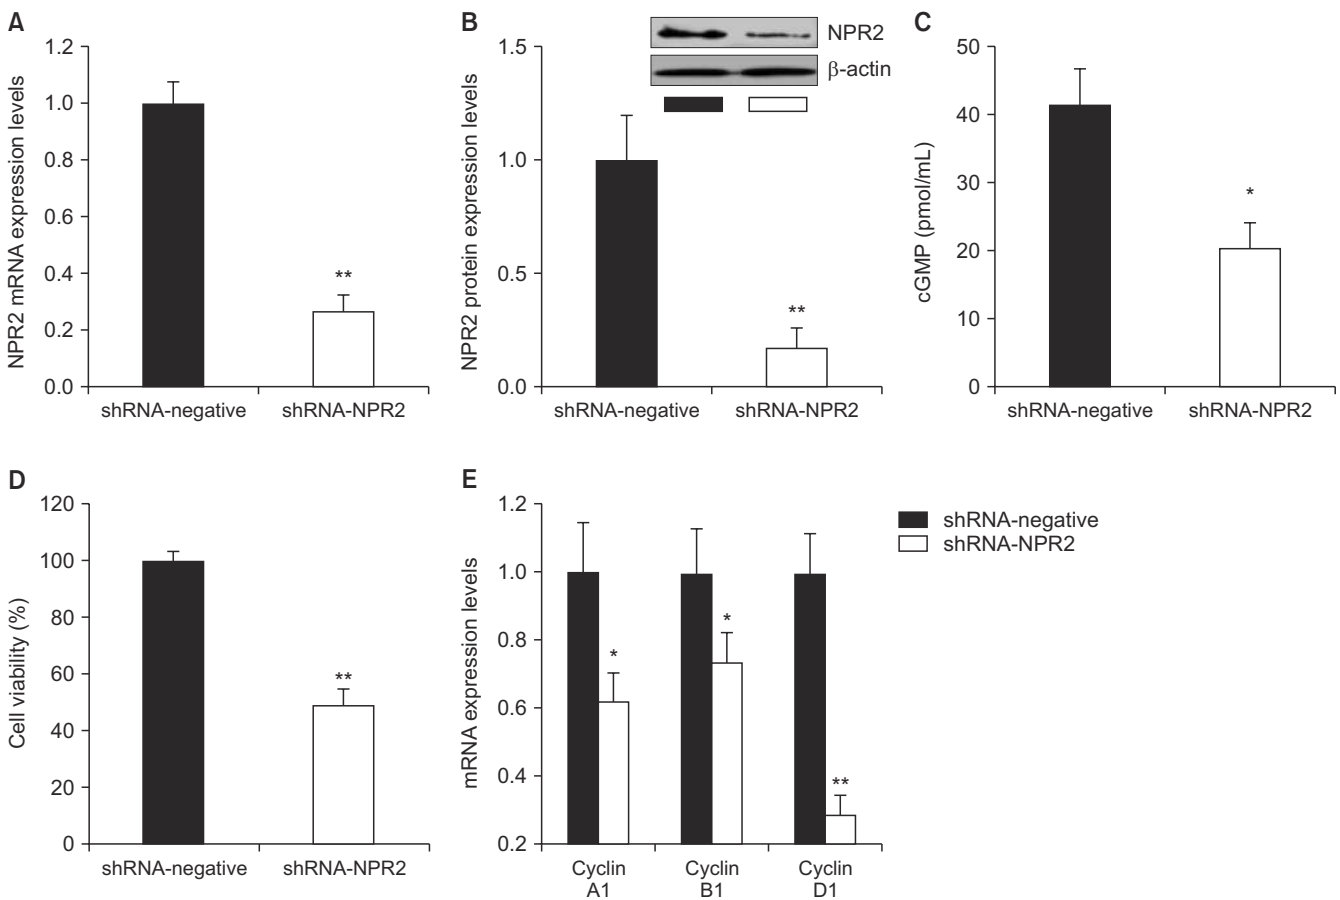 A
NPR2 mRNA expression levels
1.2
1.0
0.8
0.6
0.4
0.2
0.0
**
shRNA-negative shRNA-NPR2
B
NPR2 protein expression levels
1.5
1.0
0.5
0.0
NPR2
β-actin
**
shRNA-negative shRNA-NPR2
C
cGMP (pmol/mL)
50
40
30
20
10
0
*
shRNA-negative shRNA-NPR2
D
Cell viability (%)
120
100
80
60
40
20
0
**
shRNA-negative shRNA-NPR2
E
mRNA expression levels
1.2
1.0
0.8
0.6
0.4
0.2
*
*
**
Cyclin A1
Cyclin B1
Cyclin D1
shRNA-negative
shRNA-NPR2